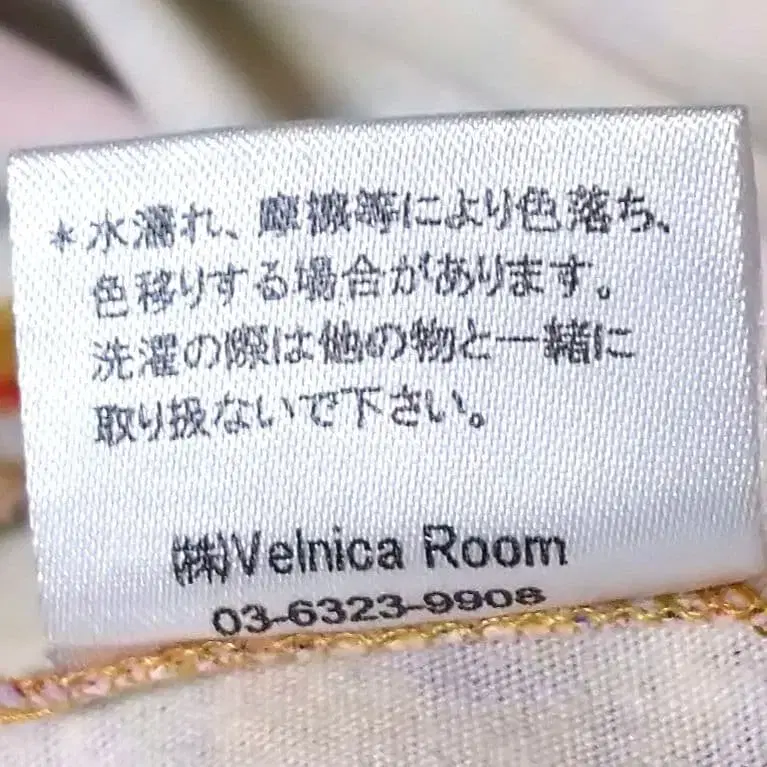 *水濡れ、摩擦等により色落ち、
色移りする場合があります。
洗濯の際は他の物と一緒に
取り扱ないで下さい。
㈱Velnica Room
03-6323-9908